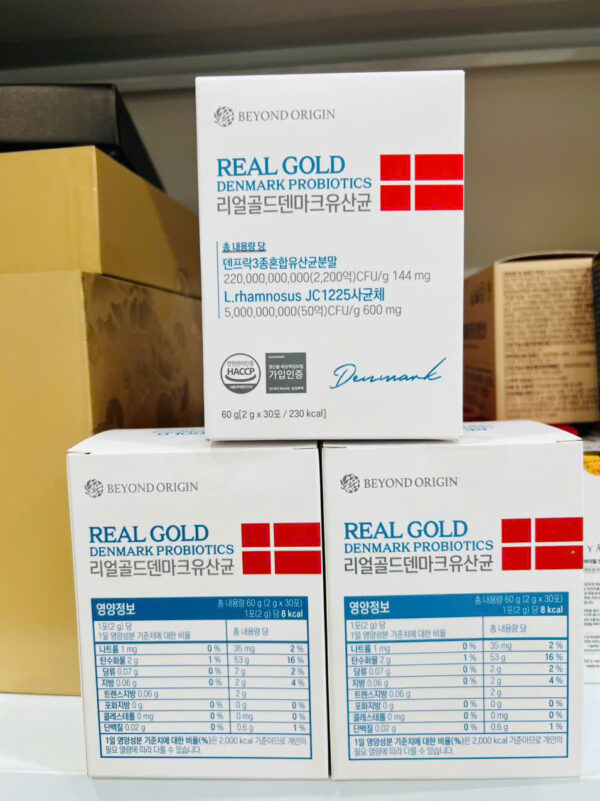 BEYOND ORIGIN
REAL GOLD
DENMARK PROBIOTICS
리얼골드덴마크유산균
총 내용량 당
덴프락3종혼합유산균분말
220,000,000,000(2,200억)CFU/g 144 mg
L.rhamnosus JC1225사균체
5,000,000,000(50억)CFU/g 600 mg
HACCP
가입인증
Denmark
60 g[2 g x 30포 / 230 kcal]
BEYOND ORIGIN
REAL GOLD
DENMARK PROBIOTICS
리얼골드덴마크유산균
영양정보
총 내용량 60 g (2 g x 30포)
1포(2 g) 당 8 kcal
1포(2 g) 당
1일 영양성분 기준치에 대한 비율
총 내용량 당
나트륨 1 mg 0 % 35 mg 2 %
탄수화물 2 g 1 % 53 g 16 %
당류 0.07 g 0 % 2 g 2 %
지방 0.06 g 0 % 2 g 4 %
트랜스지방 0.06 g 2 g
포화지방 0 g 0 % 0 g 0 %
콜레스테롤 0 mg 0 % 0 mg 0 %
단백질 0.02 g 0 % 0.6 g 1 %
1일 영양성분 기준치에 대한 비율(%)은 2,000 kcal 기준이므로 개인의
필요 열량에 따라 다를 수 있습니다.
BEYOND ORIGIN
REAL GOLD
DENMARK PROBIOTICS
리얼골드덴마크유산균
영양정보
총 내용량 60 g (2 g x 30포)
1포(2 g) 당 8 kcal
1포(2 g) 당
1일 영양성분 기준치에 대한 비율
총 내용량 당
나트륨 1 mg 0 % 35 mg 2 %
탄수화물 2 g 1 % 53 g 16 %
당류 0.07 g 0 % 2 g 2 %
지방 0.06 g 0 % 2 g 4 %
트랜스지방 0.06 g 2 g
포화지방 0 g 0 % 0 g 0 %
콜레스테롤 0 mg 0 % 0 mg 0 %
단백질 0.02 g 0 % 0.6 g 1 %
1일 영양성분 기준치에 대한 비율(%)은 2,000 kcal 기준이므로 개인의
필요 열량에 따라 다를 수 있습니다.